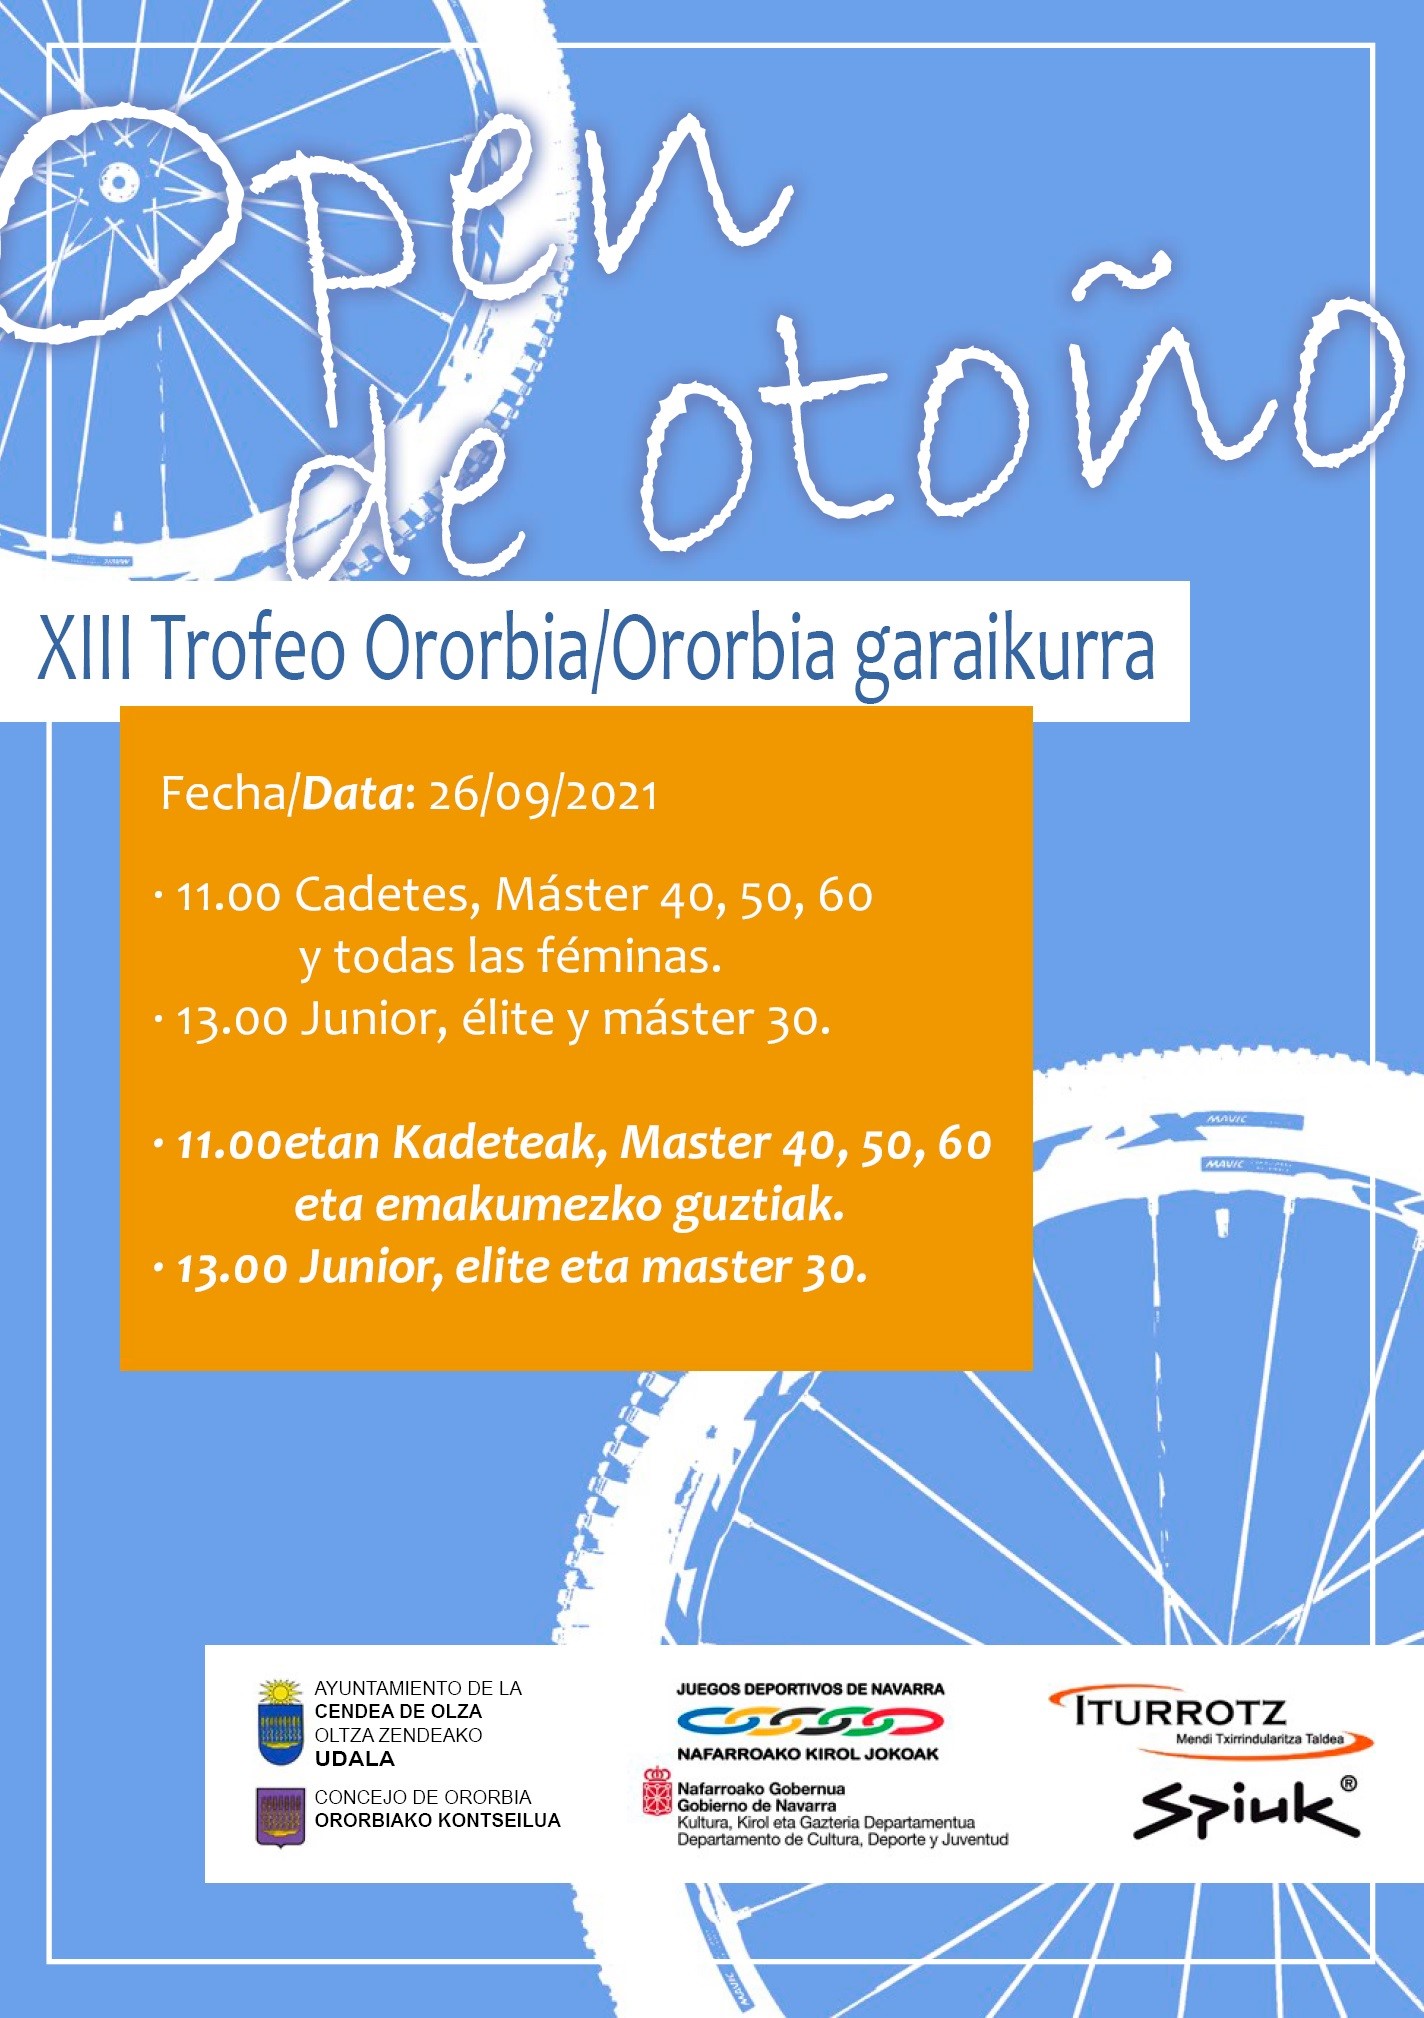 Open
de otoño
XIII Trofeo Ororbia/Ororbia garaikurra
Fecha/Data: 26/09/2021
· 11.00 Cadetes, Máster 40, 50, 60
y todas las féminas.
· 13.00 Junior, élite y máster 30.
· 11.00etan Kadeteak, Master 40, 50, 60
eta emakumezko guztiak.
· 13.00 Junior, elite eta master 30.
MAVIC
MAVIC
AYUNTAMIENTO DE LA
CENDEA DE OLZA
OLTZA ZENDEAKO
UDALA
CONCEJO DE ORORBIA
ORORBIAKO KONTSEILUA
JUEGOS DEPORTIVOS DE NAVARRA
NAFARROAKO KIROL JOKOAK
Nafarroako Gobernua
Gobierno de Navarra
Kultura, Kirol eta Gazteria Departamentua
Departamento de Cultura, Deporte y Juventud
ITURROTZ
Mendi Txirrindularitza Taldea
Spiuk®
MAVIC